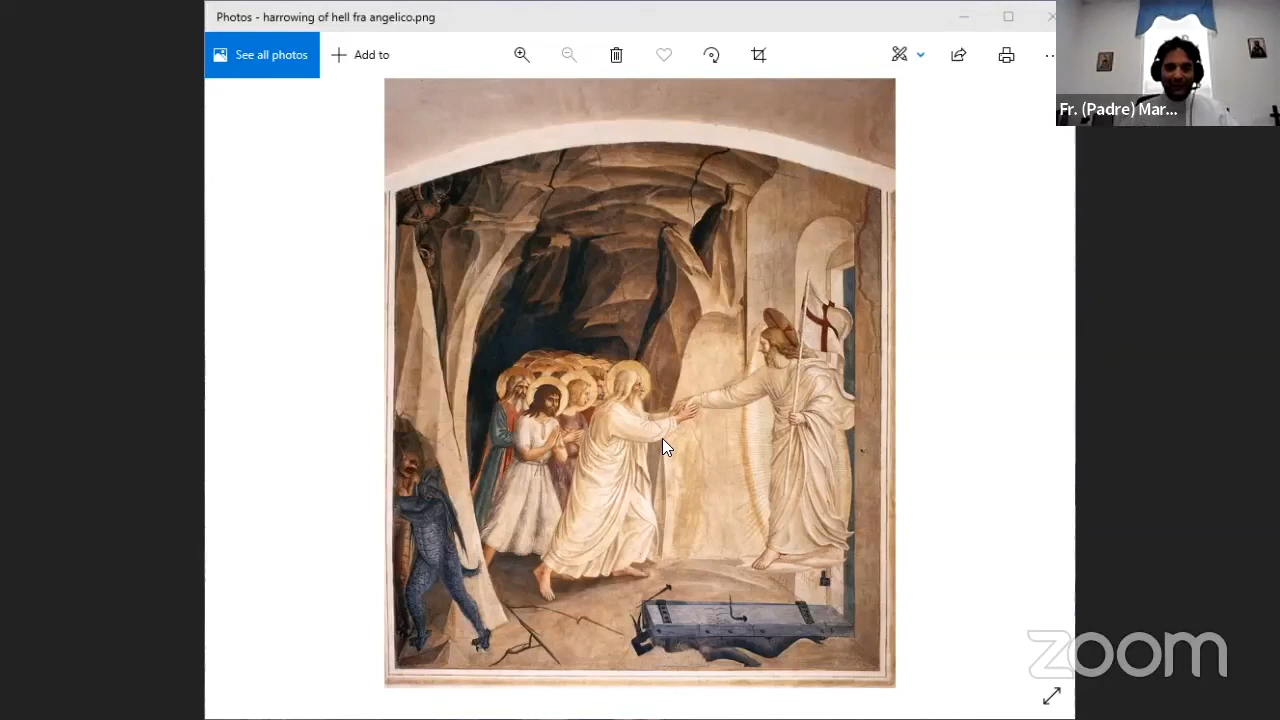 Photos - harrowing of hell fra angelico.png
See all photos
Add to
Fr. (Padre) Mar...
zoom